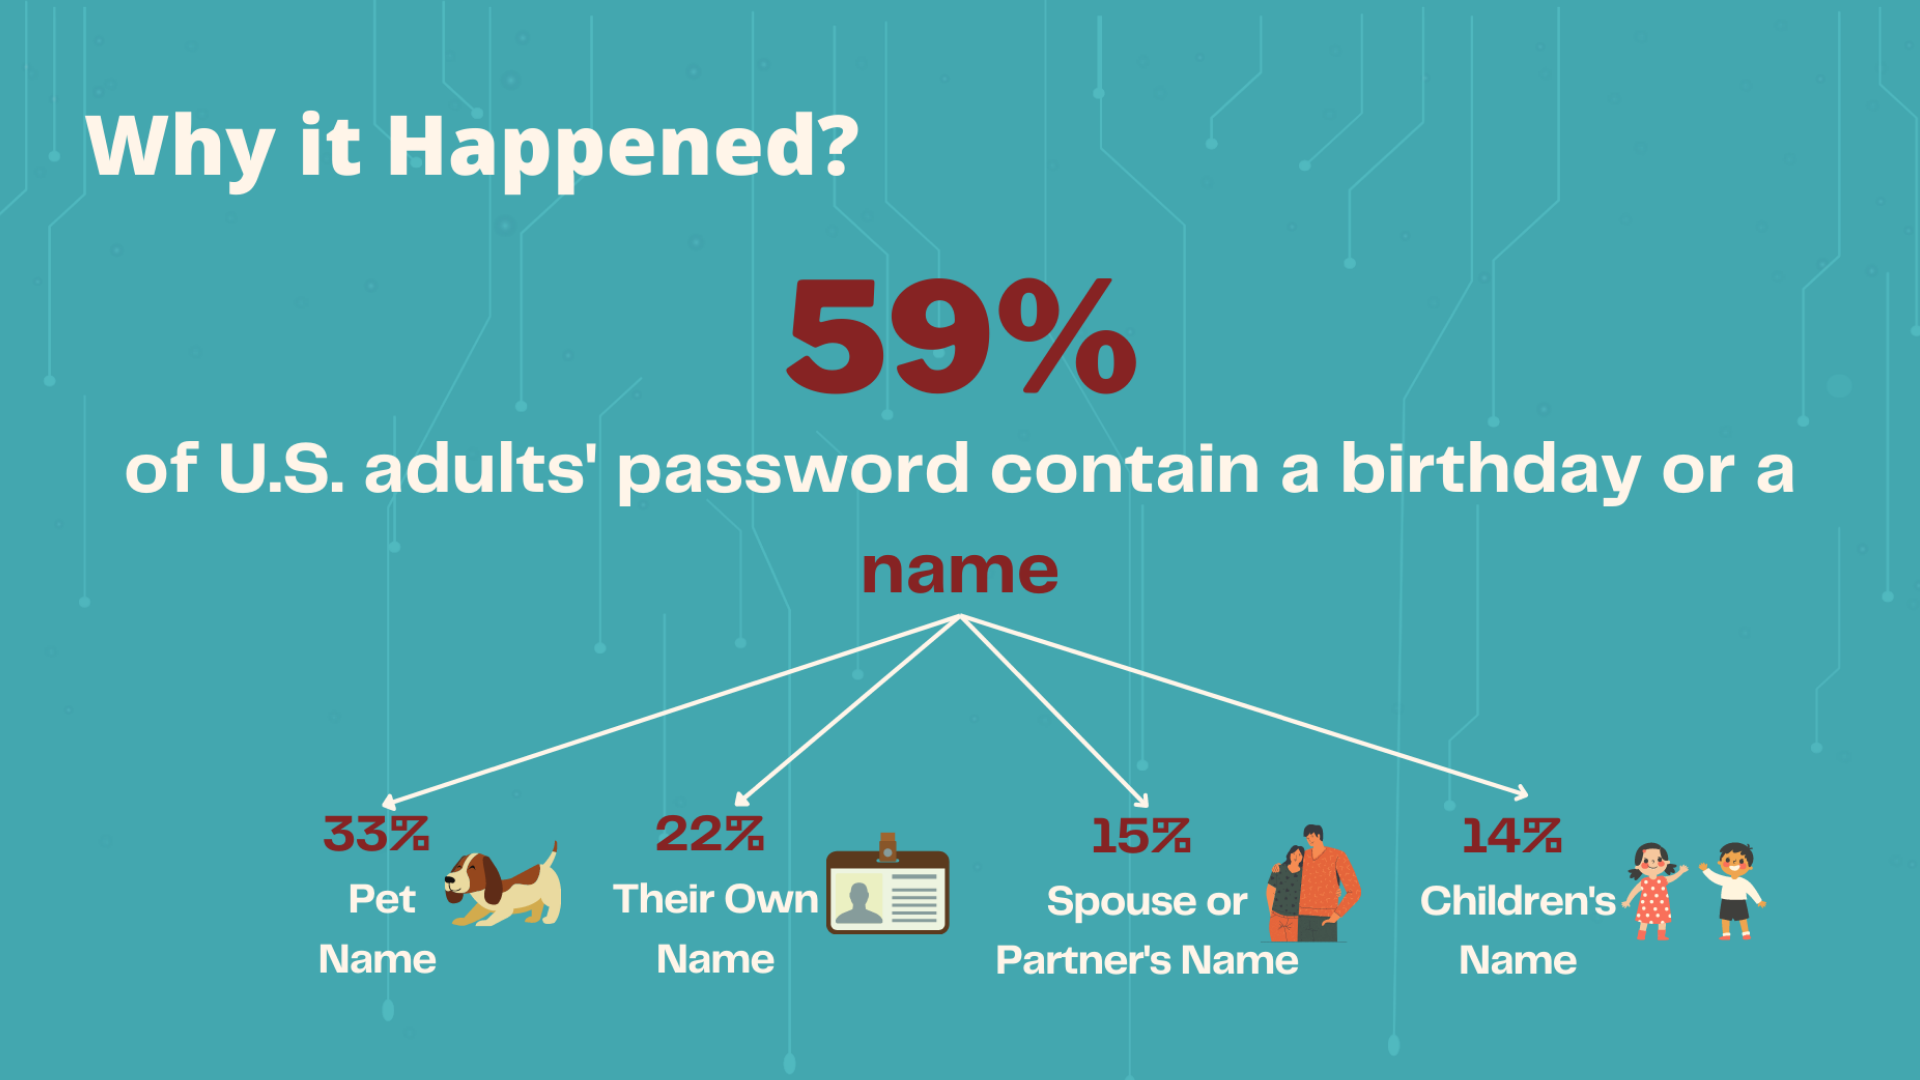 Why it Happened?
59%
of U.S. adults' password contain a birthday or a
name
33%
Pet
Name
22%
Their Own
Name
15%
Spouse or
Partner's Name
14%
Children's
Name